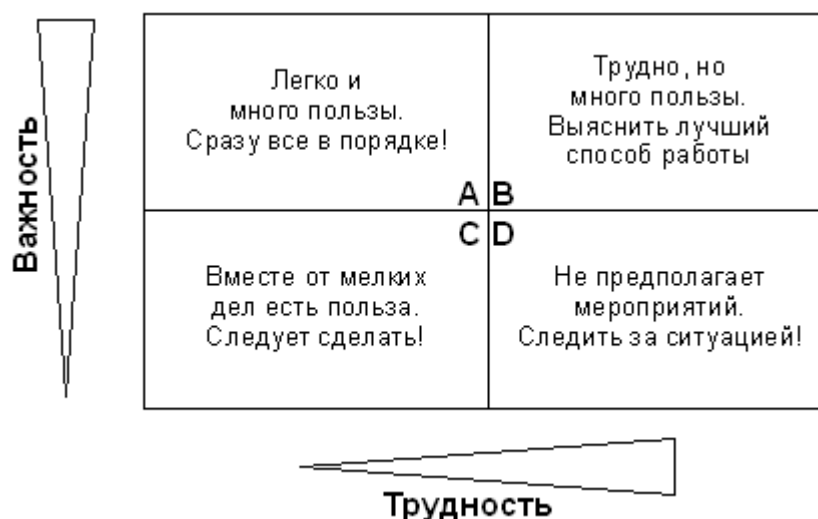 Важность
Легко и
много пользы.
Сразу все в порядке!
A
Трудно, но
много пользы.
Выяснить лучший
способ работы
B
C
Вместе от мелких
дел есть польза.
Следует сделать!
D
Не предполагает
мероприятий.
Следить за ситуацией!
Трудность